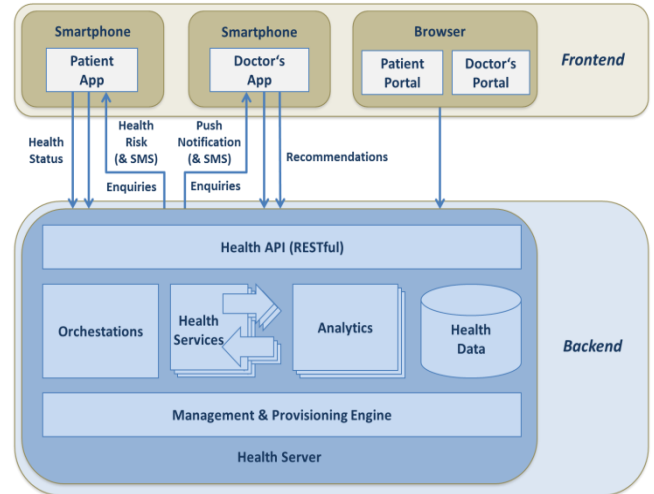 Smartphone
Patient
App
Smartphone
Doctor‘s
App
Browser
Patient
Portal
Doctor‘s
Portal
Frontend
Health
Status
Health
Risk
(& SMS)
Enquiries
Push
Notification
(& SMS)
Enquiries
Recommendations
Health API (RESTful)
Orchestations
Health
Services
Analytics
Health
Data
Backend
Management & Provisioning Engine
Health Server